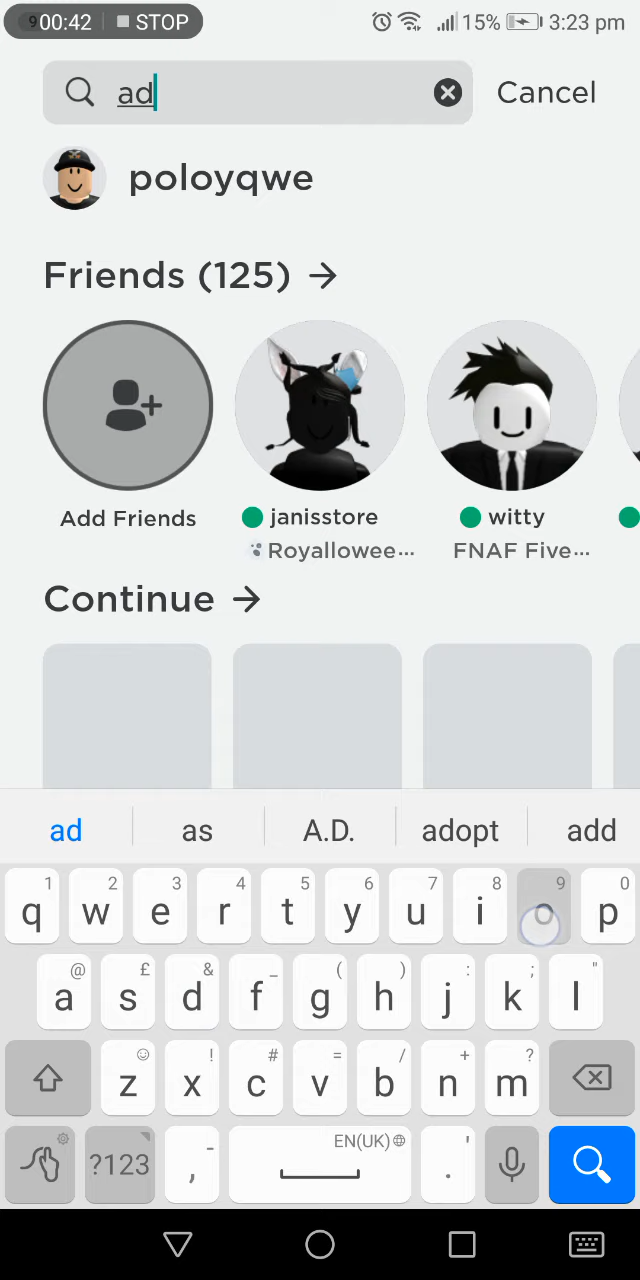 00:42 STOP 15% 3:23 pm
ad Cancel
poloyqwe
Friends (125) →
Add Friends janisstore witty
Royallowee... FNAF Five...
Continue →
ad as A.D. adopt add
1 2 3 4 5 6 7 8 9 0
q w e r t y u i o p
@ £ & _ ( ) : ; "
a s d f g h j k l
! # = / + ?
z x c v b n m
- EN(UK) '
?123 , .